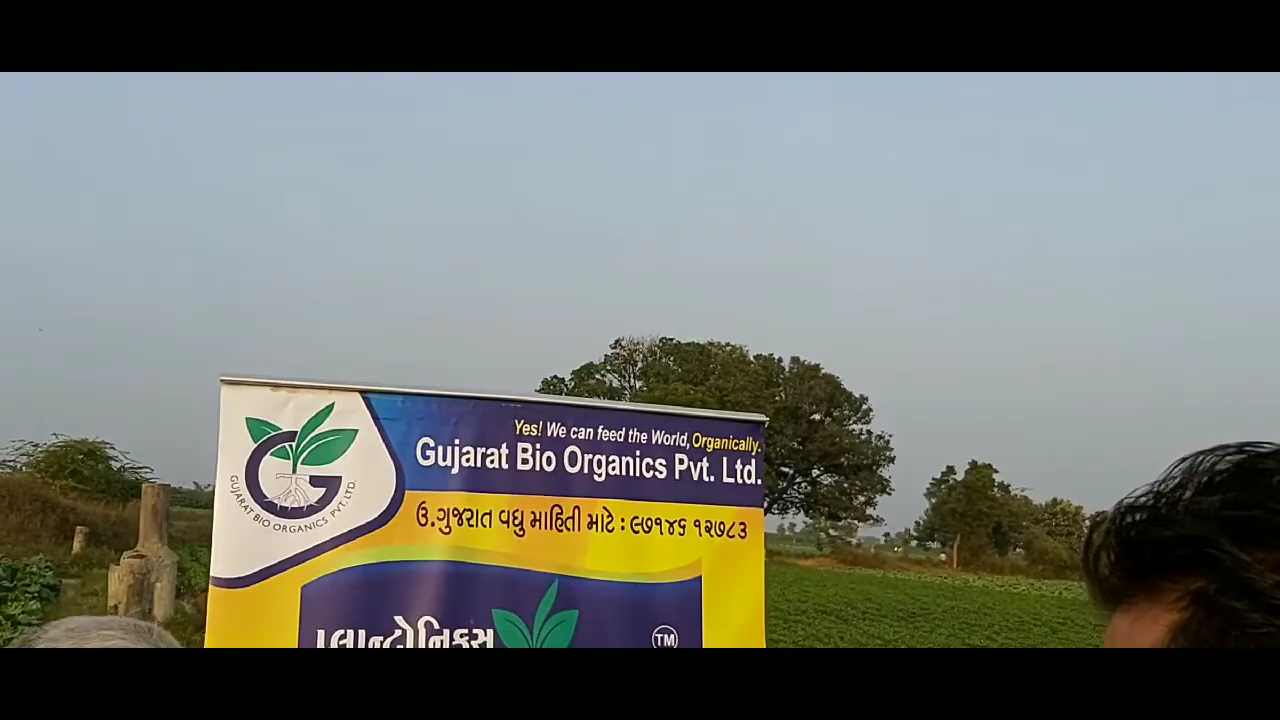 GUJARAT BIO ORGANICS PVT. LTD.
Yes! We can feed the World, Organically.
Gujarat Bio Organics Pvt. Ltd.
ઉ.ગુજરાત વધુ માહિતી માટે : ૯૭૧૪૬ ૧૨૭૮૩
પ્લાન્ટોનિક્સ
TM